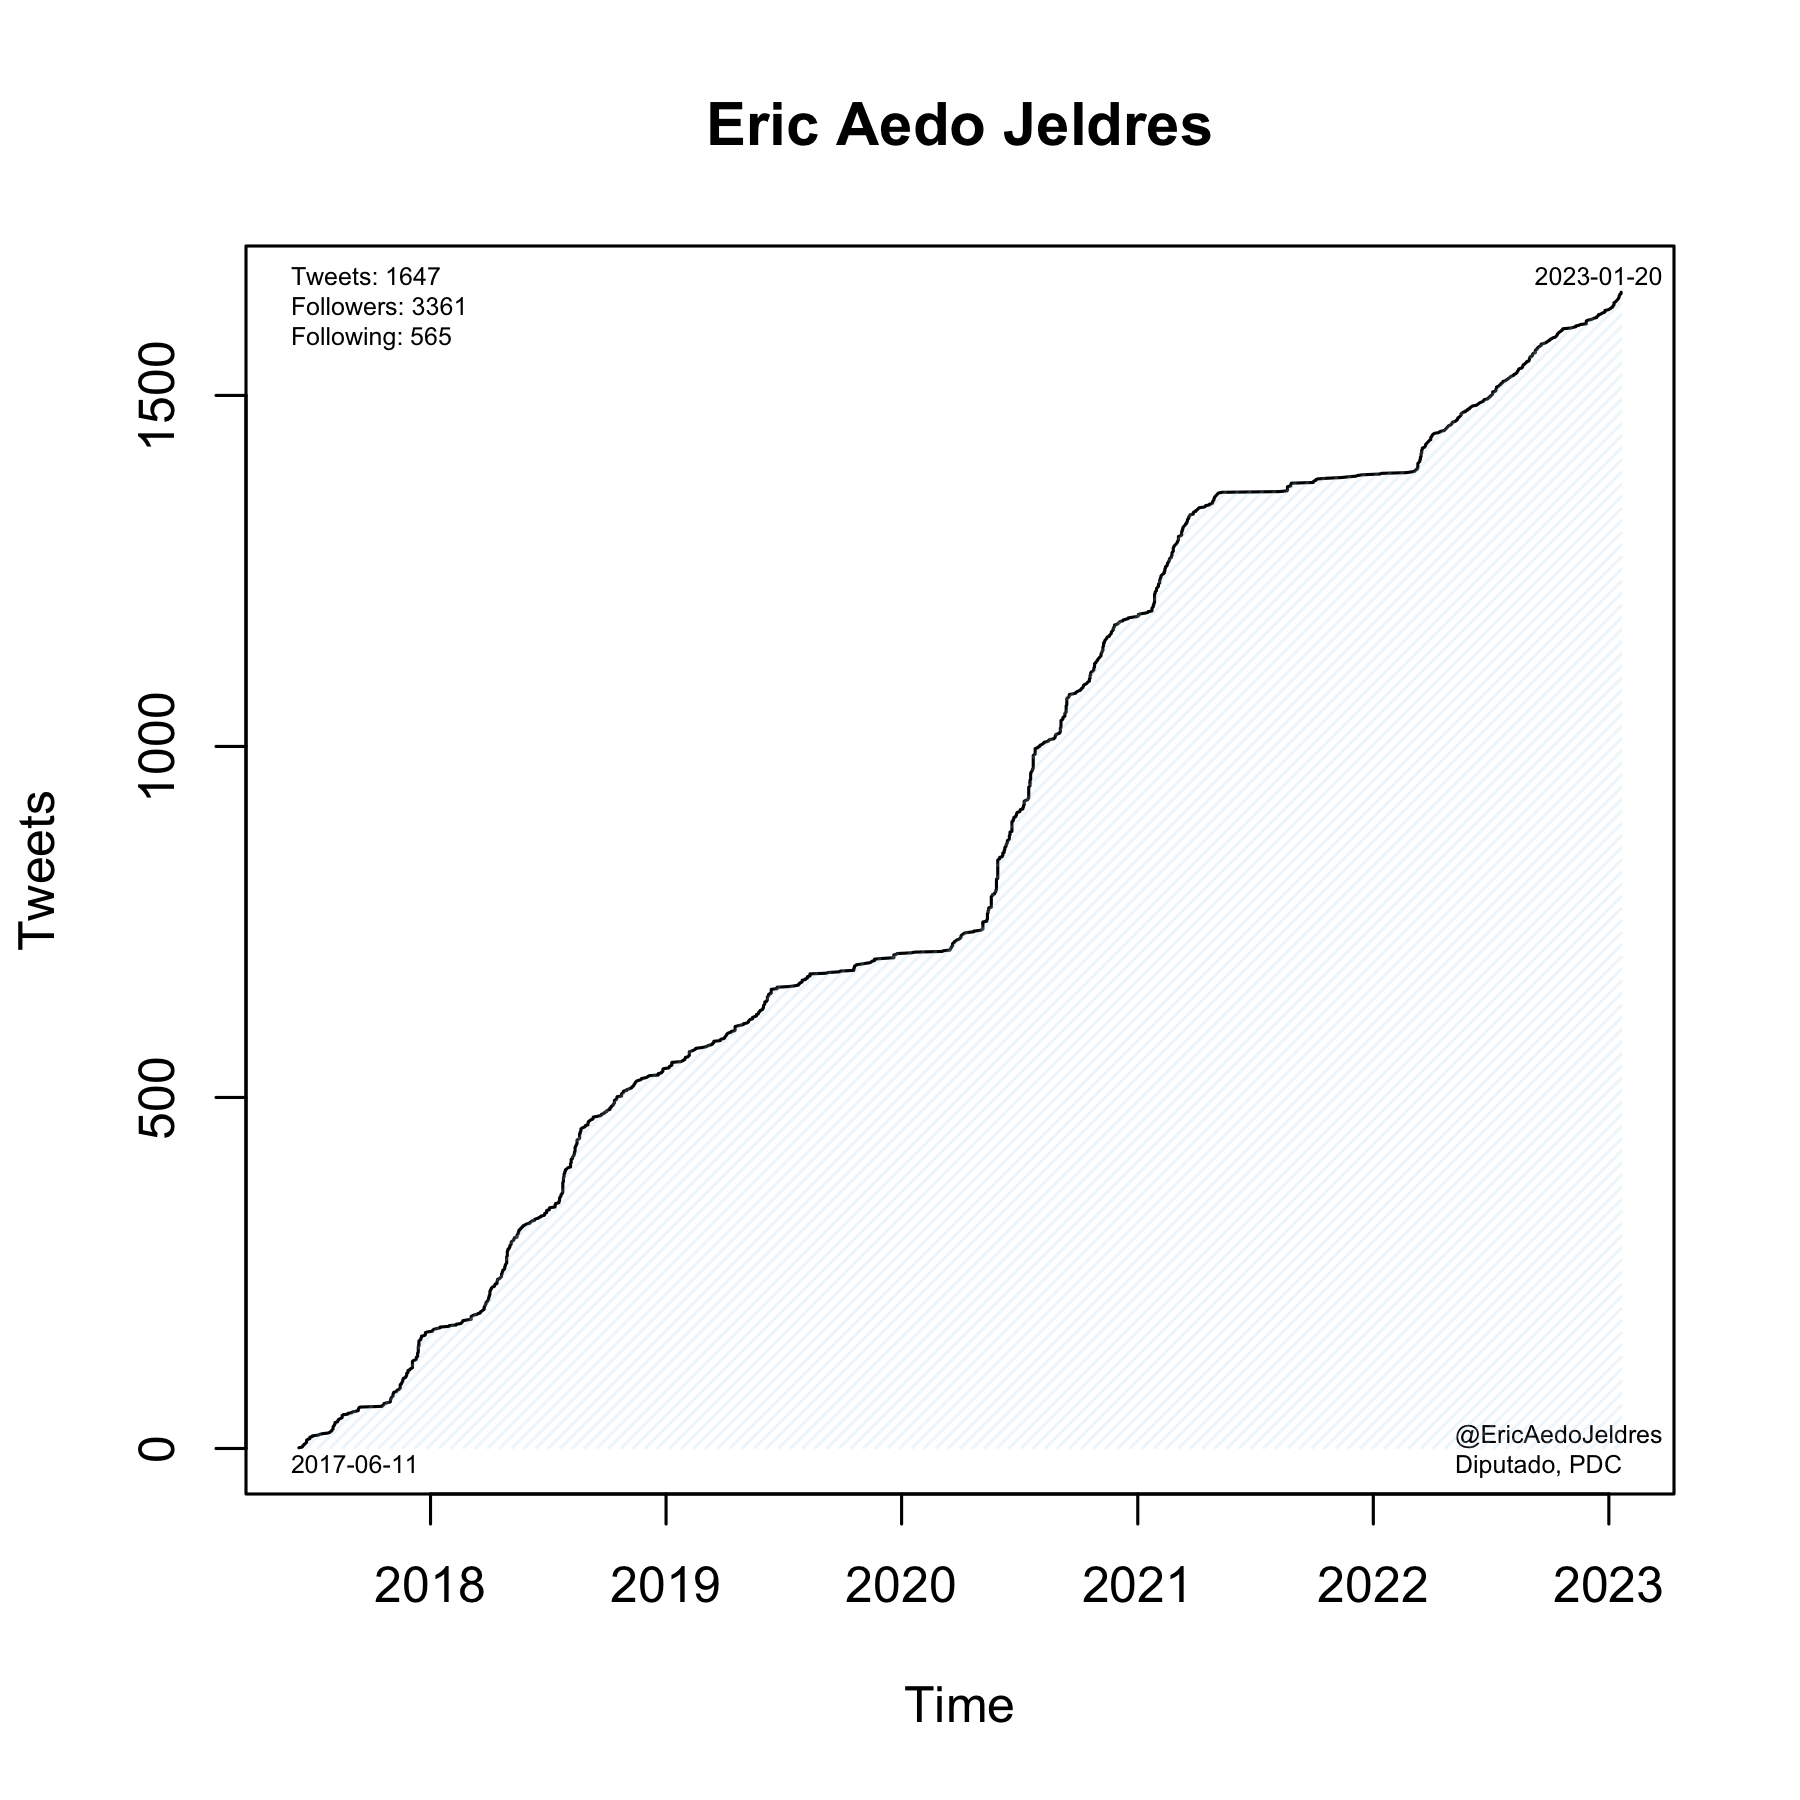 Eric Aedo Jeldres
Tweets: 1647
Followers: 3361
Following: 565
2023-01-20
1500
1000
500
0
Tweets
2017-06-11
@EricAedoJeldres
Diputado, PDC
2018 2019 2020 2021 2022 2023
Time